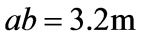 ab = 3.2m